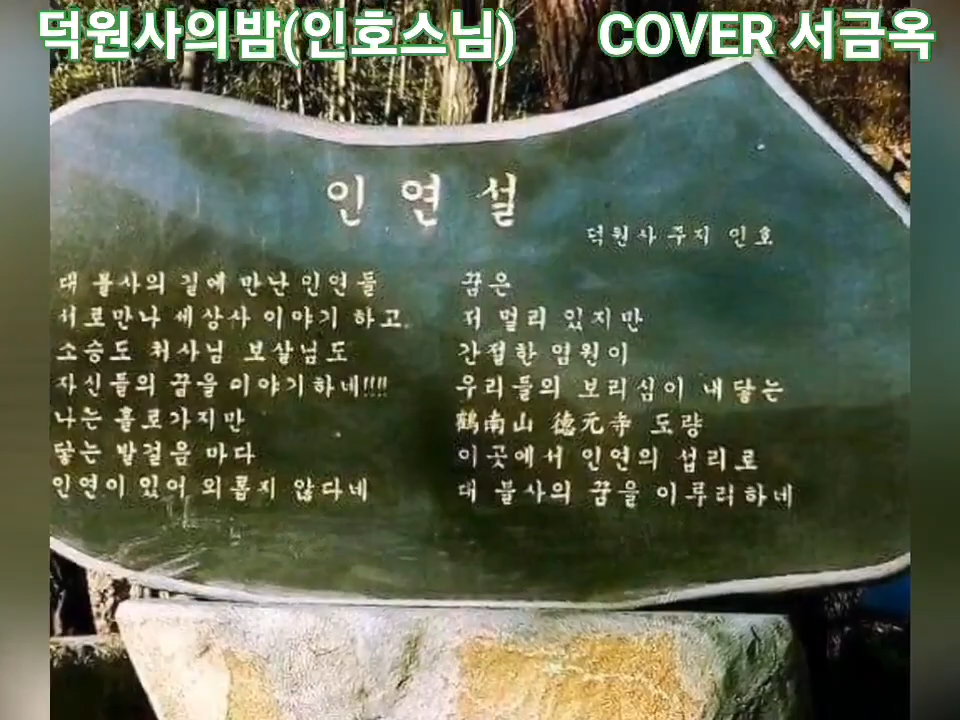 덕원사의밤(인호스님) COVER 서금옥
인연설
덕원사 주지 인호
대 불사의 길에 만난 인연들
서로만나 세상사 이야기 하고
소승도 처사님 보살님도
자신들의 꿈을 이야기하네!!!!
나는 홀로가지만
닿는 발걸음 마다
인연이 있어 외롭지 않다네
꿈은
저 멀리 있지만
간절한 염원이
우리들의 보리심이 내닿는
鶴南山 德元寺 도량
이곳에서 인연의 섭리로
대 불사의 꿈을 이루리하네